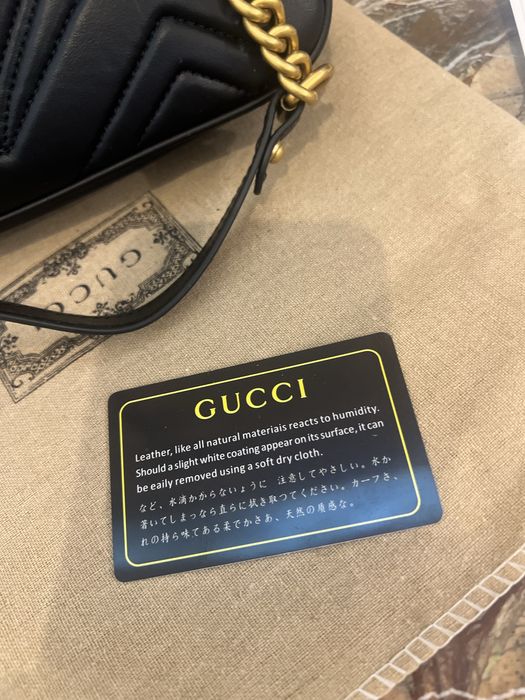 GUCCI
GUCCI
Leather, like all natural materiais reacts to humidity.
Should a slight white coating appear on its surface, it can
be eaily removed using a soft dry cloth.
など、水滴かからないように 注意してやさしい。水か
着いてしまつなら直らに拭き取つてください。カーフさ、
れの持ら味てある柔でかさあ、天然の质感な。